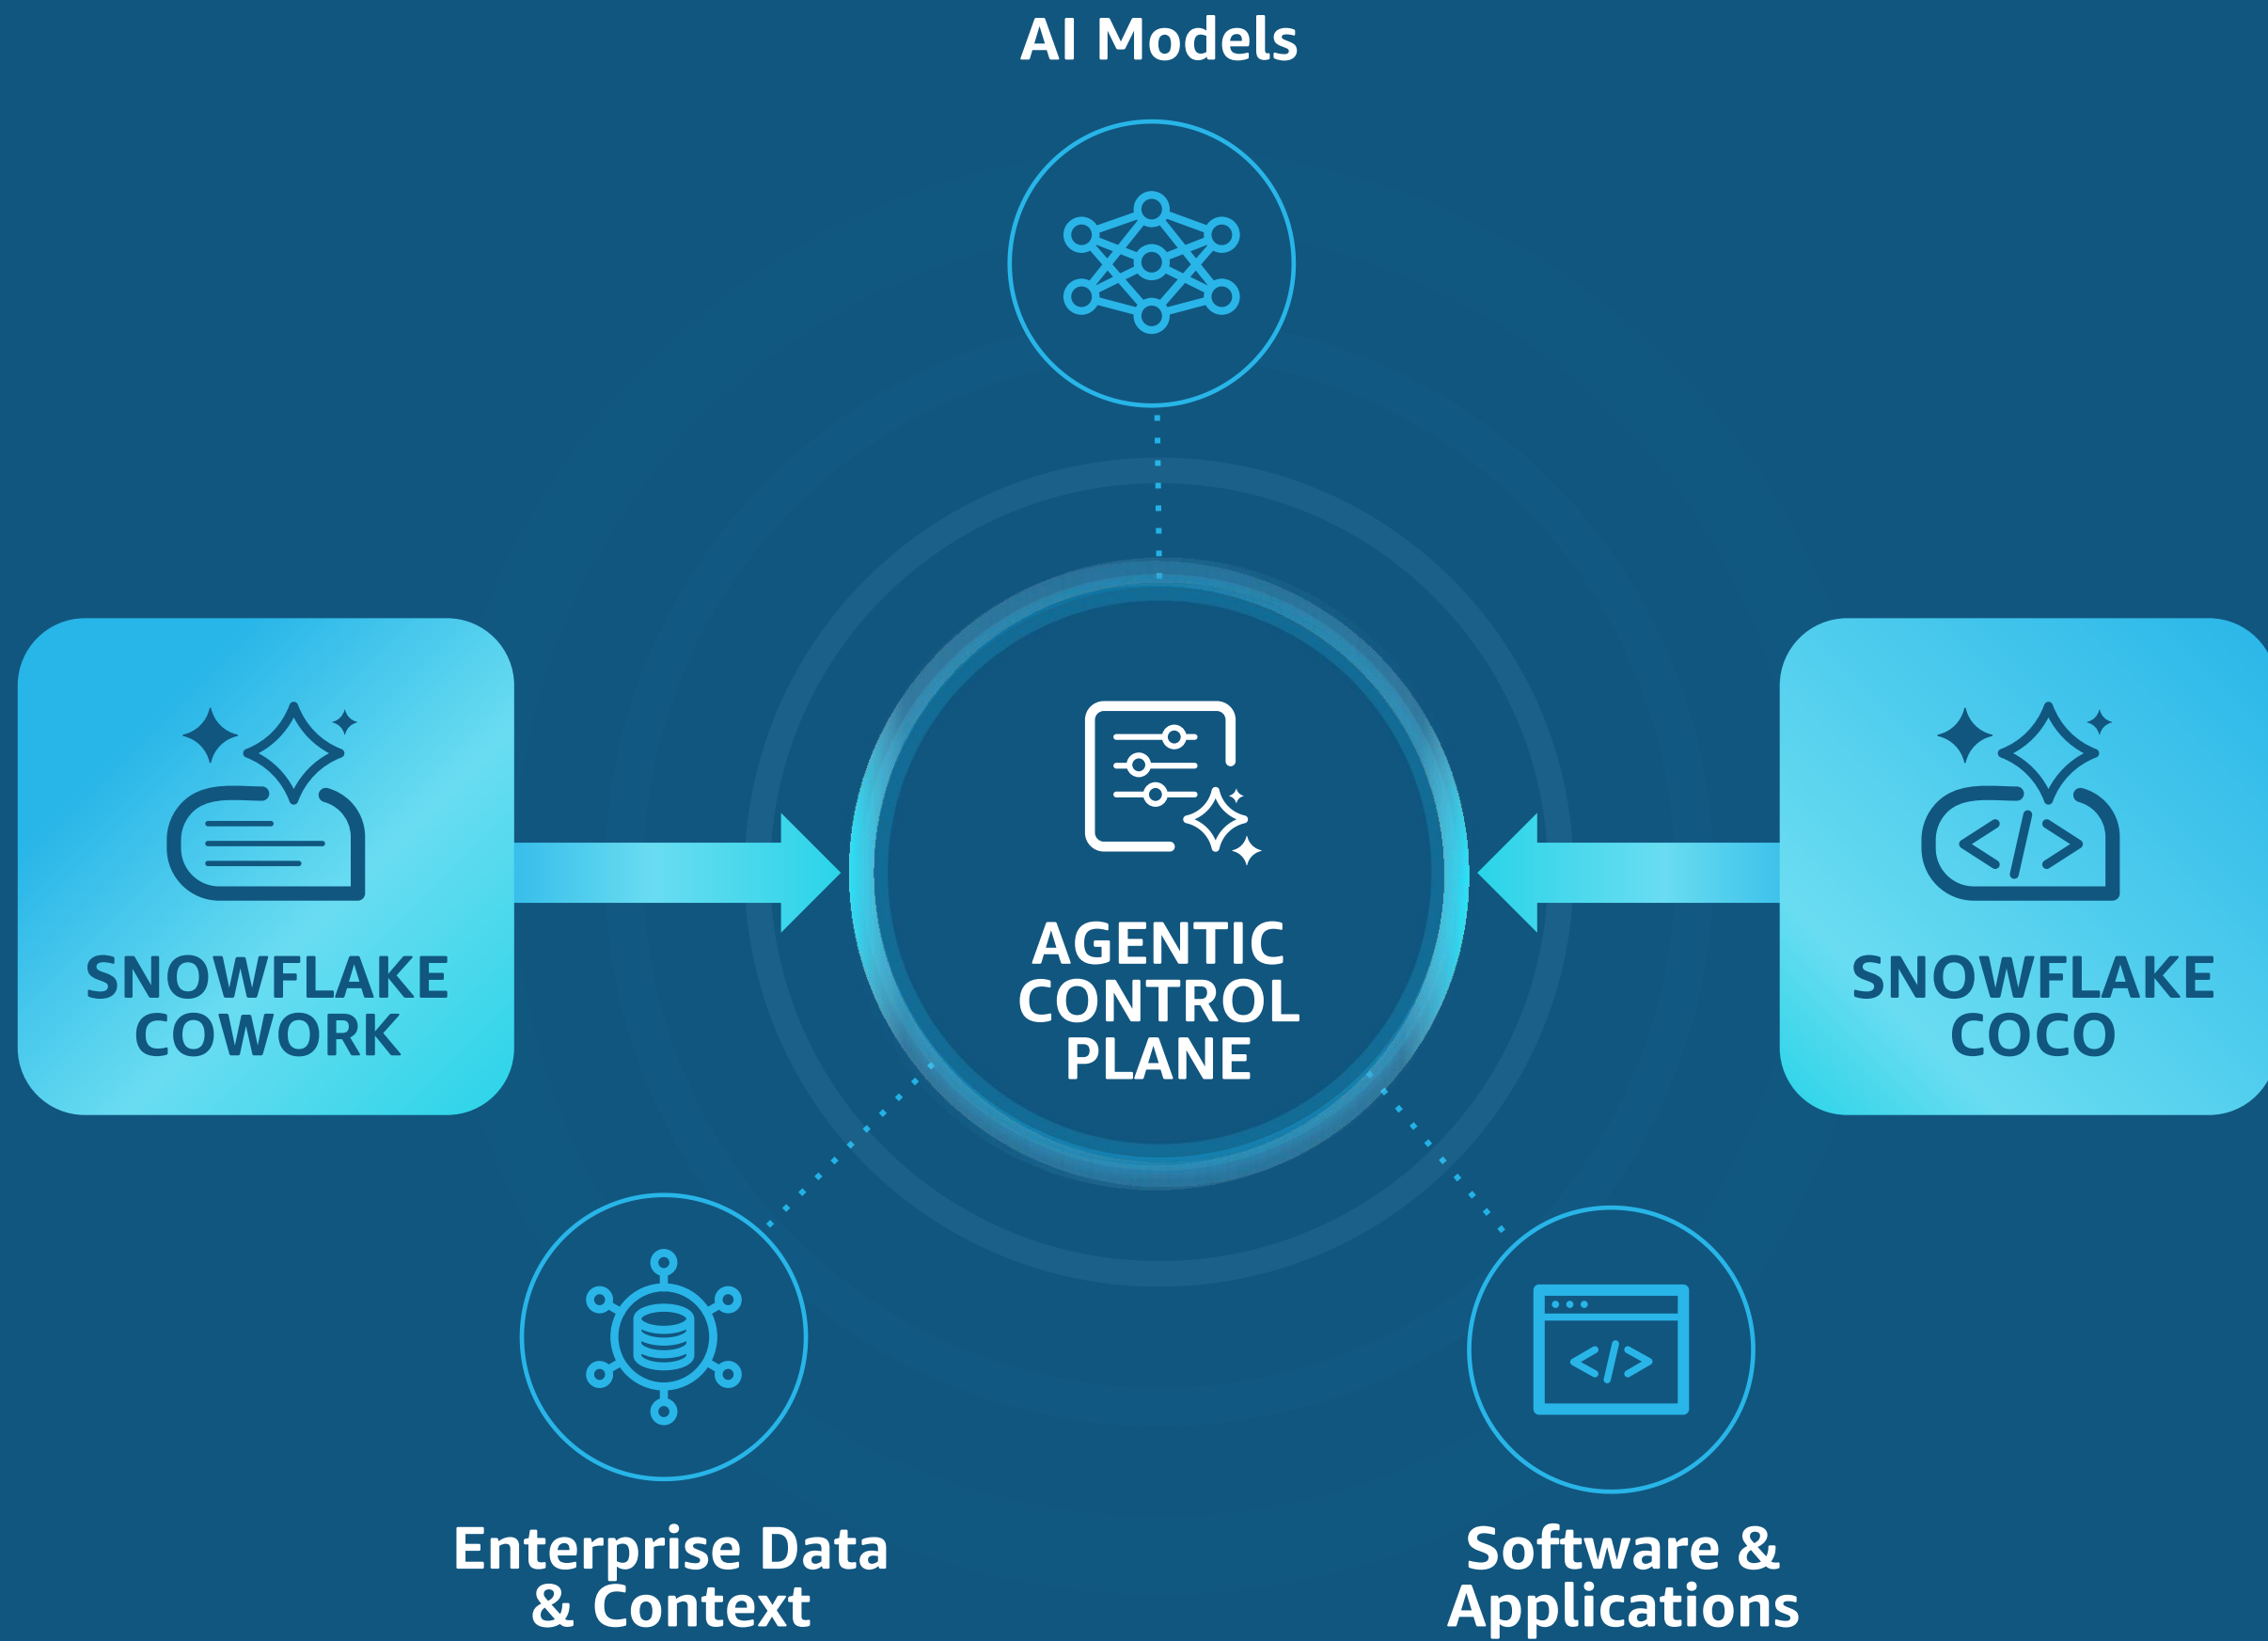 AI Models
SNOWFLAKE
COWORK
AGENTIC
CONTROL
PLANE
SNOWFLAKE
COCO
Enterprise Data
& Context
Software &
Applications